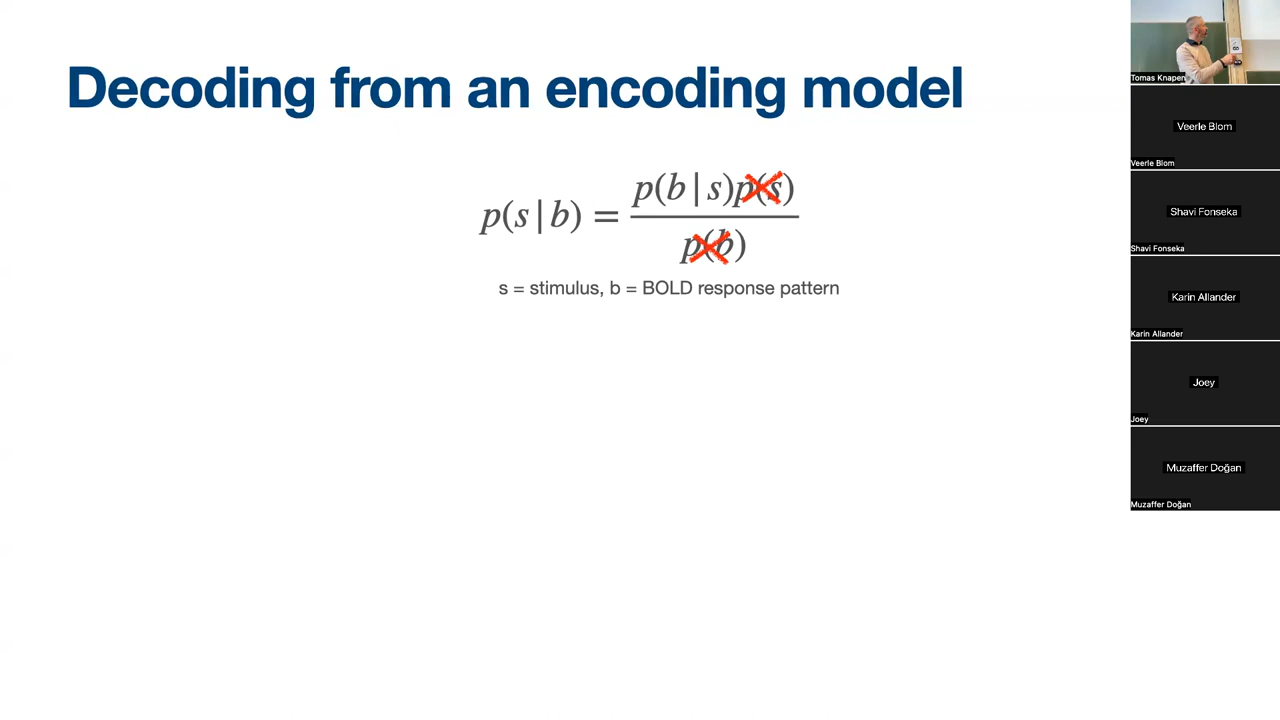 Decoding from an encoding model
p(s|b) = p(b|s)p(s) / p(b)
s = stimulus, b = BOLD response pattern
Tomas Knapen
Veerle Blom
Veerle Blom
Shavi Fonseka
Shavi Fonseka
Karin Allander
Karin Allander
Joey
Joey
Muzaffer Doğan
Muzaffer Doğan